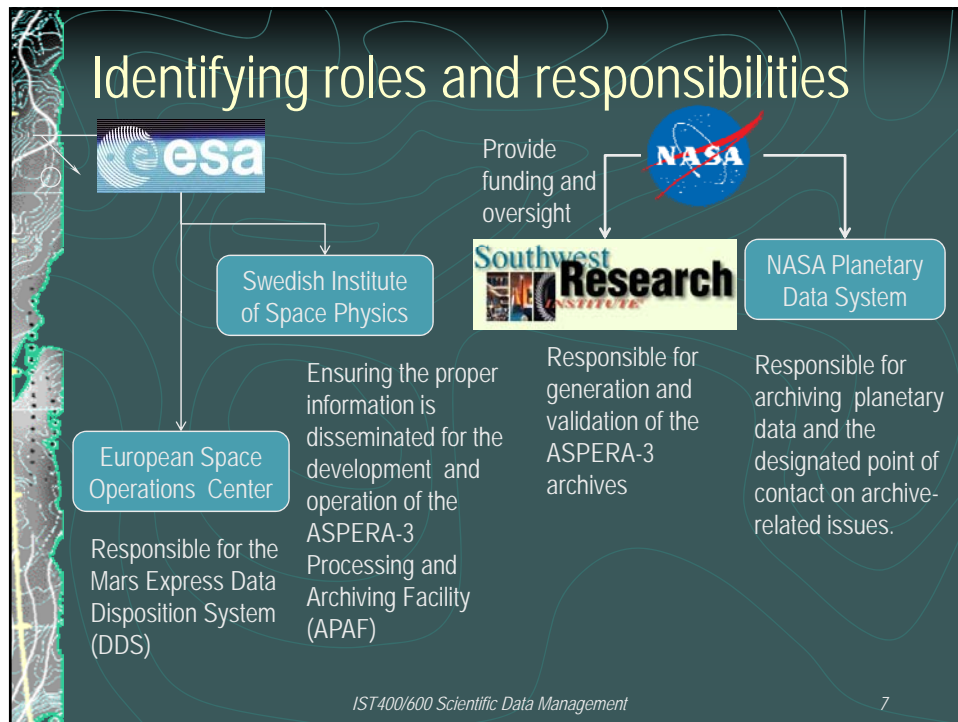 Identifying roles and responsibilities
esa
Provide
funding and
oversight
NASA
Swedish Institute
of Space Physics
Southwest
Research
INSTITUTE
NASA Planetary
Data System
European Space
Operations Center
Responsible for the
Mars Express Data
Disposition System
(DDS)
Ensuring the proper
information is
disseminated for the
development and
operation of the
ASPERA-3
Processing and
Archiving Facility
(APAF)
Responsible for
generation and
validation of the
ASPERA-3
archives
Responsible for
archiving planetary
data and the
designated point of
contact on archive-
related issues.
IST400/600 Scientific Data Management
7